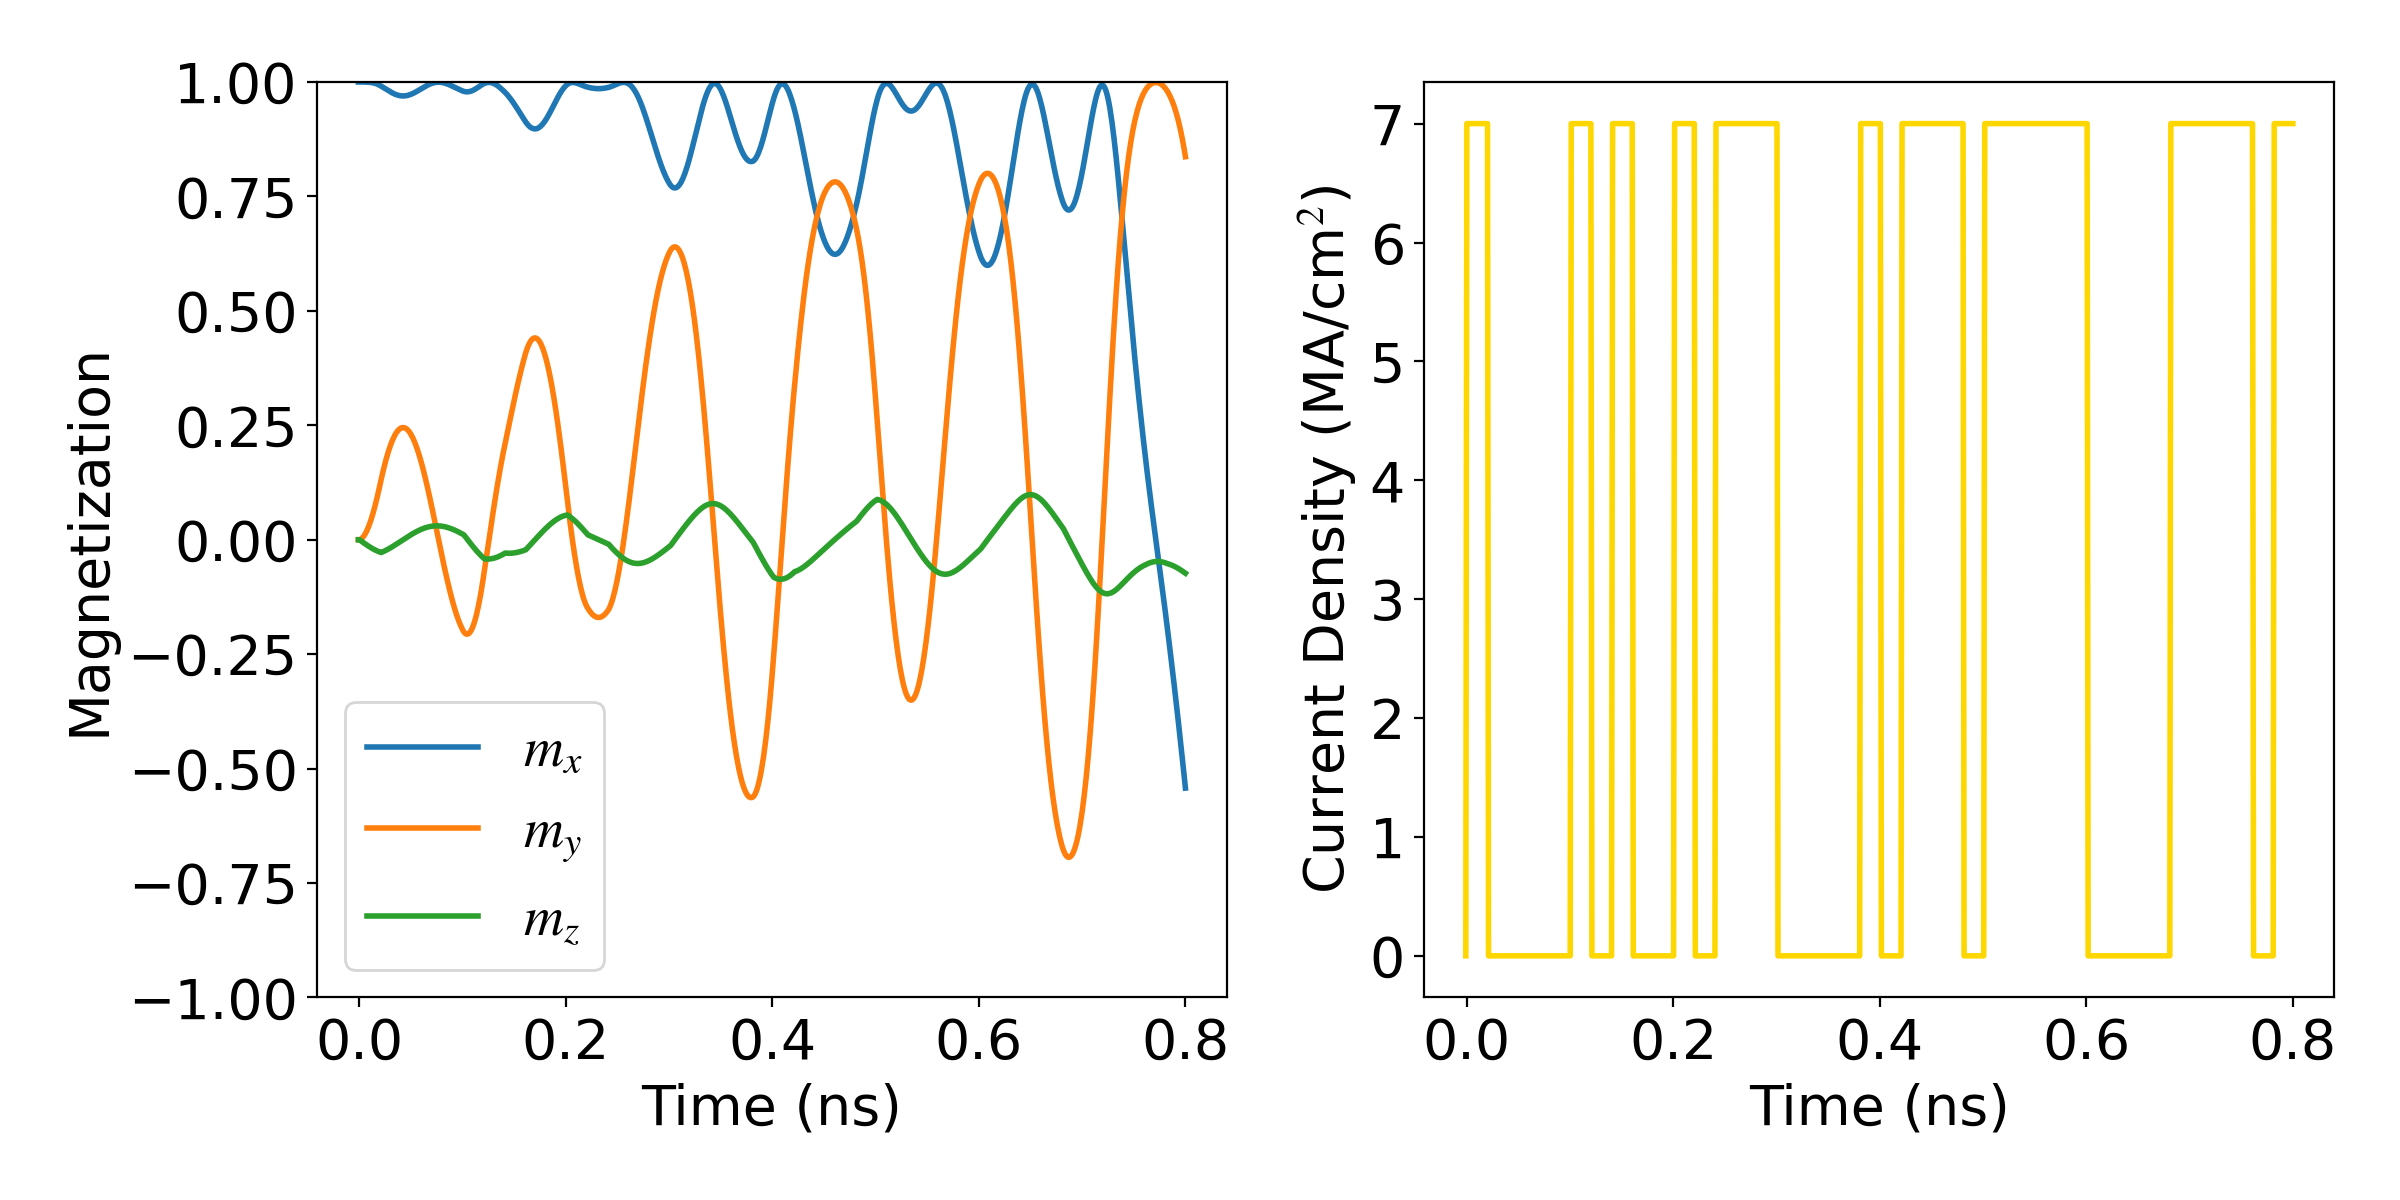 Magnetization
1.00
0.75
0.50
0.25
0.00
−0.25
−0.50
−0.75
−1.00
m_x
m_y
m_z
0.0 0.2 0.4 0.6 0.8
Time (ns)
Current Density (MA/cm²)
7
6
5
4
3
2
1
0
0.0 0.2 0.4 0.6 0.8
Time (ns)